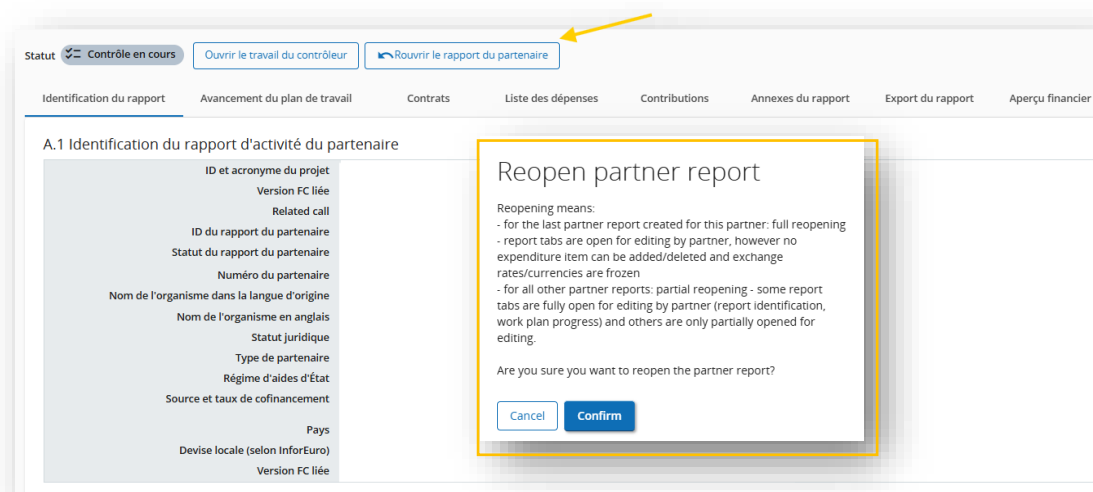 Statut Contrôle en cours Ouvrir le travail du contrôleur Rouvrir le rapport du partenaire
Identification du rapport Avancement du plan de travail Contrats Liste des dépenses Contributions Annexes du rapport Export du rapport Aperçu financier
A.1 Identification du rapport d'activité du partenaire
ID et acronyme du projet
Version FC liée
Related call
ID du rapport du partenaire
Statut du rapport du partenaire
Numéro du partenaire
Nom de l'organisme dans la langue d'origine
Nom de l'organisme en anglais
Statut juridique
Type de partenaire
Régime d'aides d'État
Source et taux de cofinancement
Pays
Devise locale (selon InforEuro)
Version FC liée
Reopen partner report
Reopening means:
- for the last partner report created for this partner: full reopening
- report tabs are open for editing by partner, however no
expenditure item can be added/deleted and exchange
rates/currencies are frozen
- for all other partner reports: partial reopening - some report
tabs are fully open for editing by partner (report identification,
work plan progress) and others are only partially opened for
editing.
Are you sure you want to reopen the partner report?
Cancel Confirm